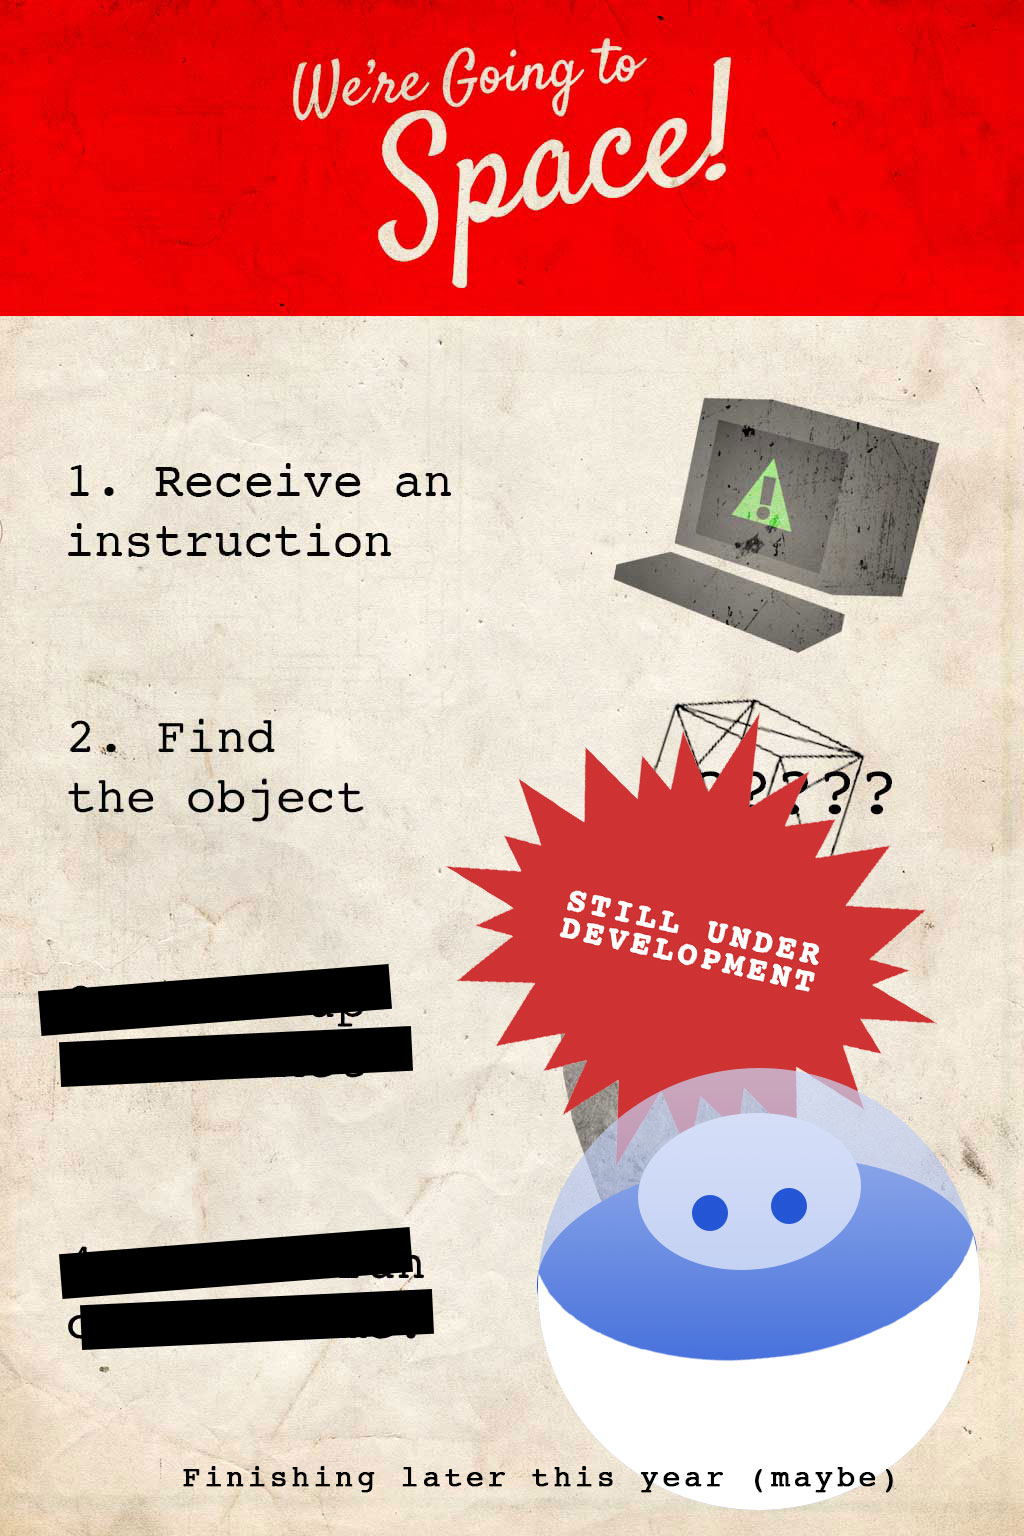 We're Going to
Space!
1. Receive an
instruction
2. Find
the object
?????
STILL UNDER
DEVELOPMENT
Finishing later this year (maybe)